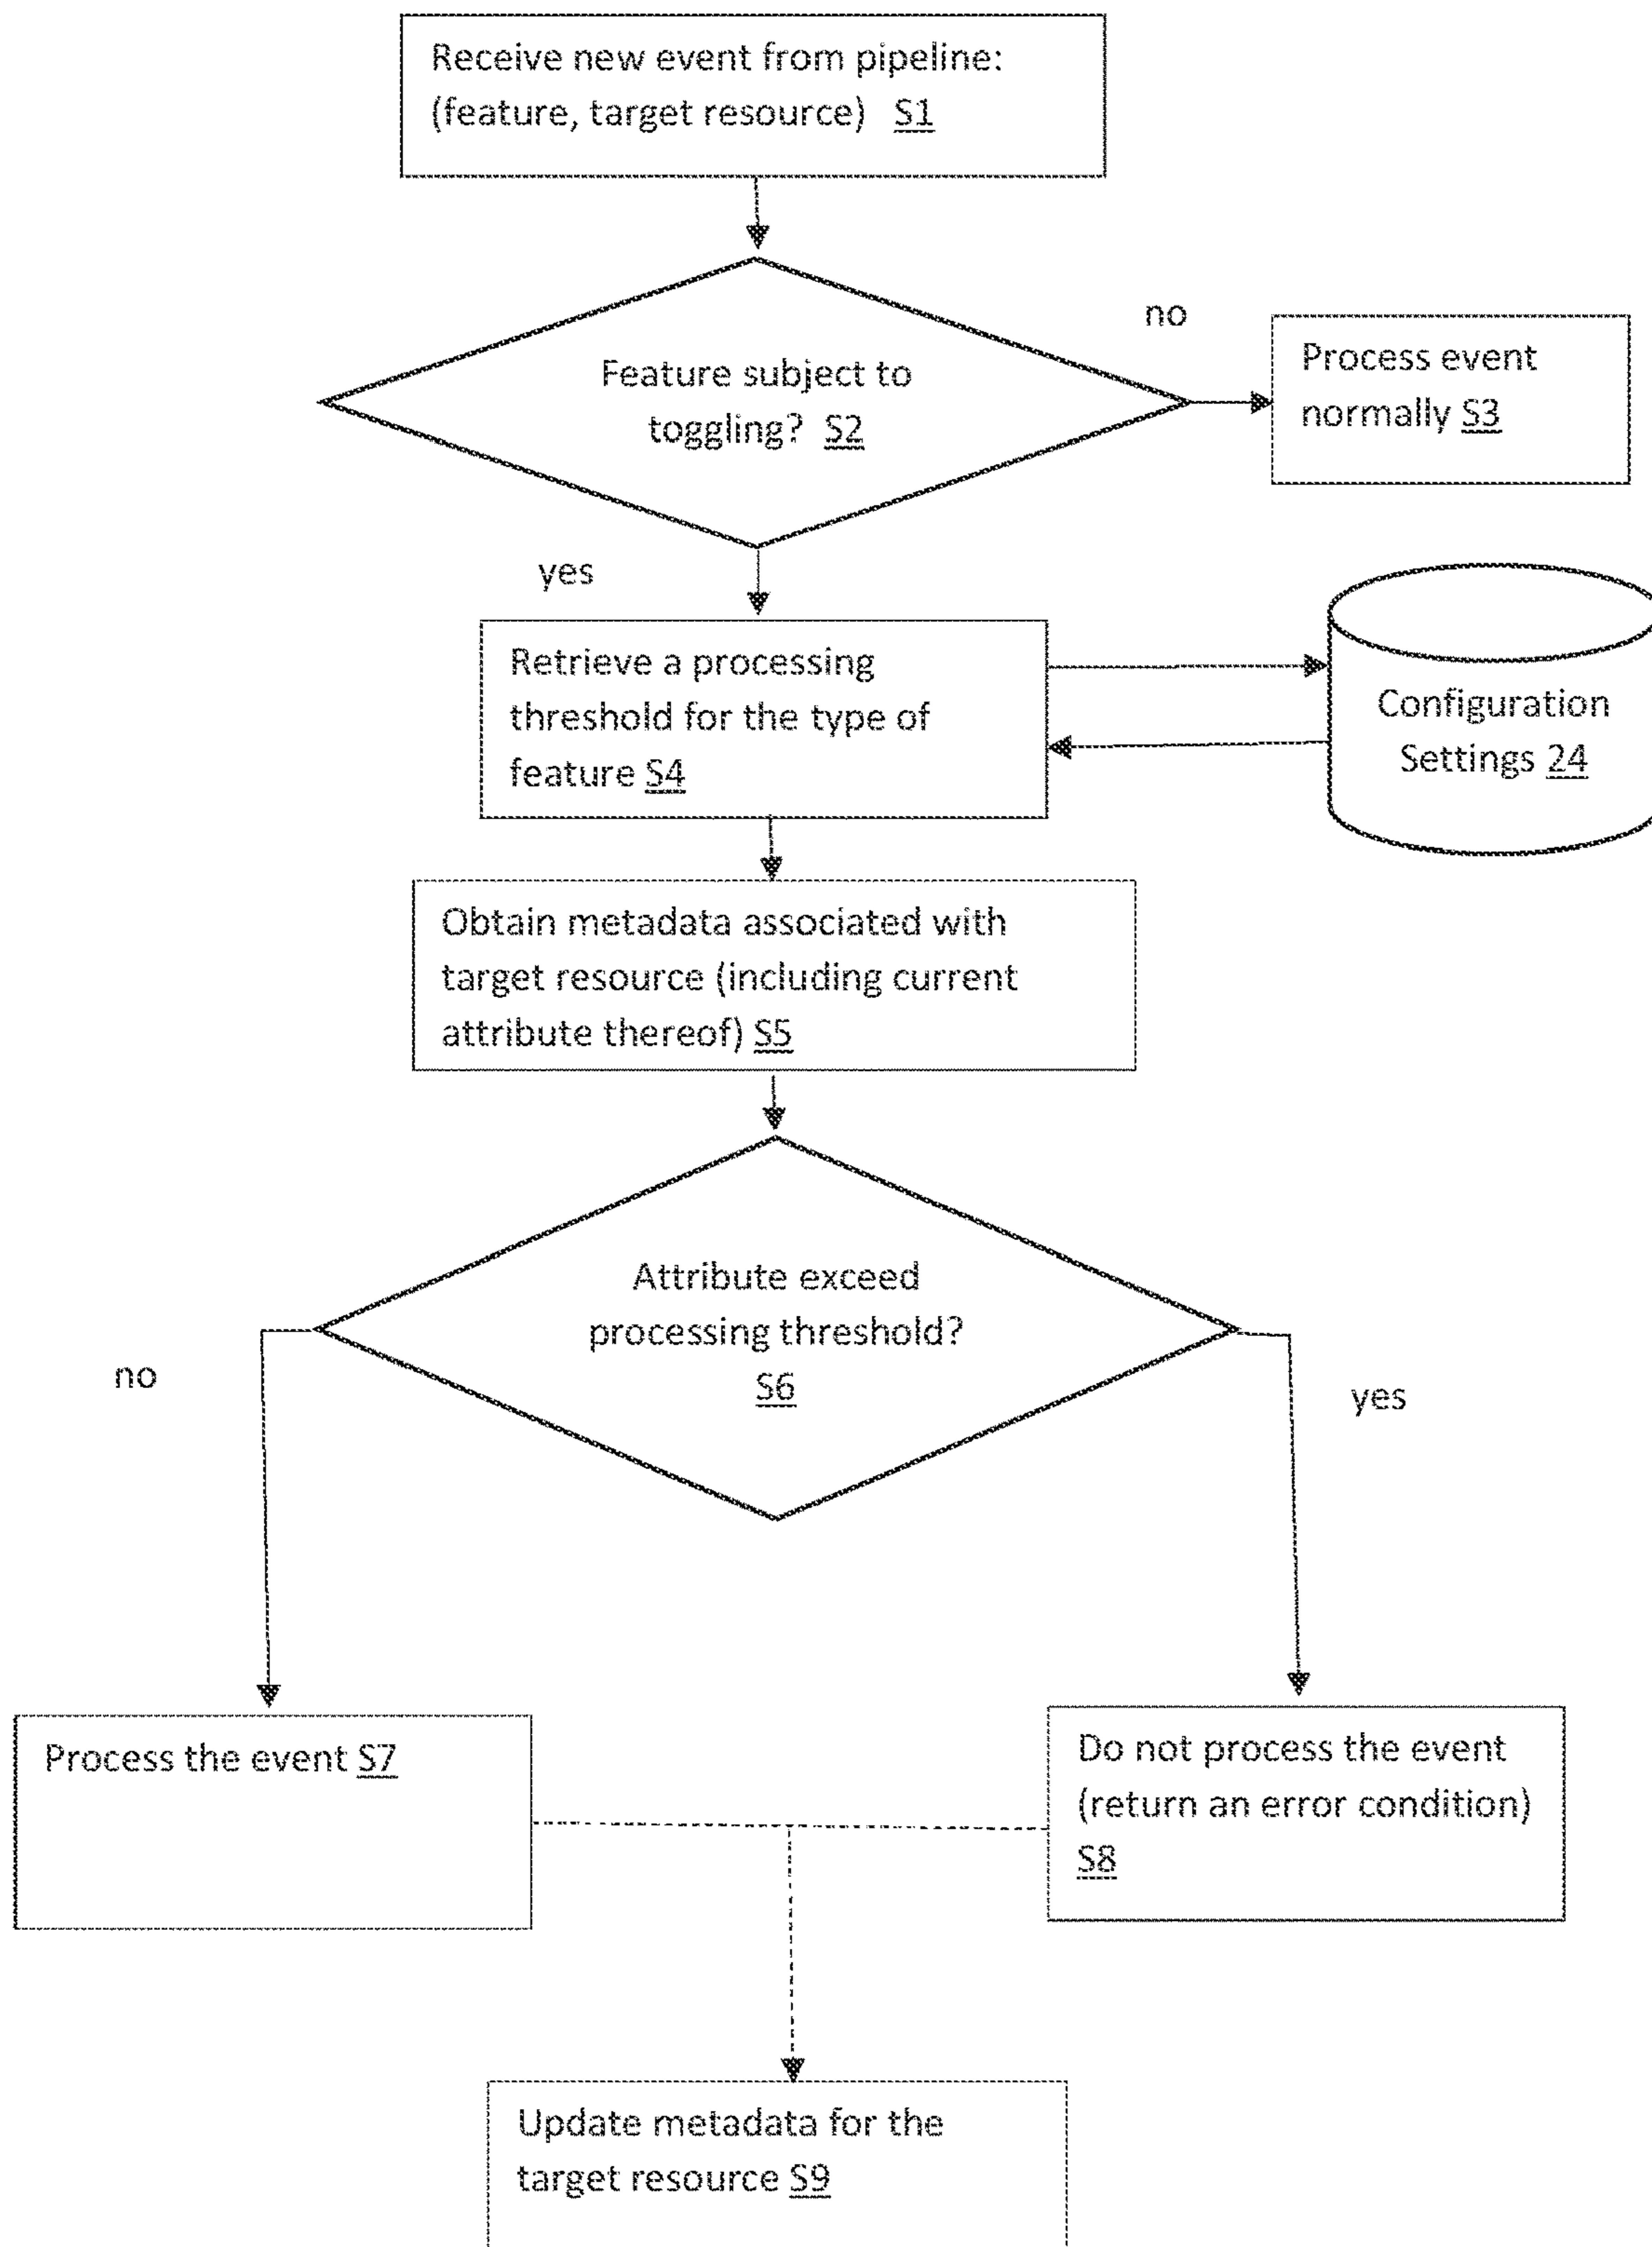 Receive new event from pipeline:
(feature, target resource) S1
no
Feature subject to
toggling? S2
Process event
normally S3
yes
Retrieve a processing
threshold for the type of
feature S4
Configuration
Settings 24
Obtain metadata associated with
target resource (including current
attribute thereof) S5
Attribute exceed
processing threshold?
S6
no
yes
Process the event S7
Do not process the event
(return an error condition)
S8
Update metadata for the
target resource S9